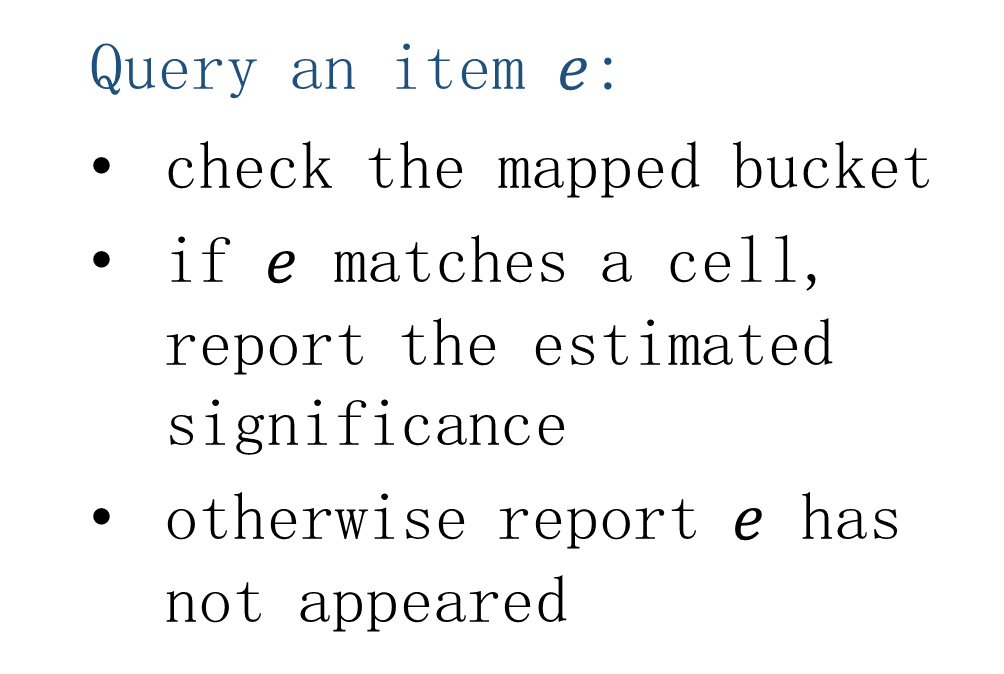 Query an item e:
• check the mapped bucket
• if e matches a cell,
report the estimated
significance
• otherwise report e has
not appeared